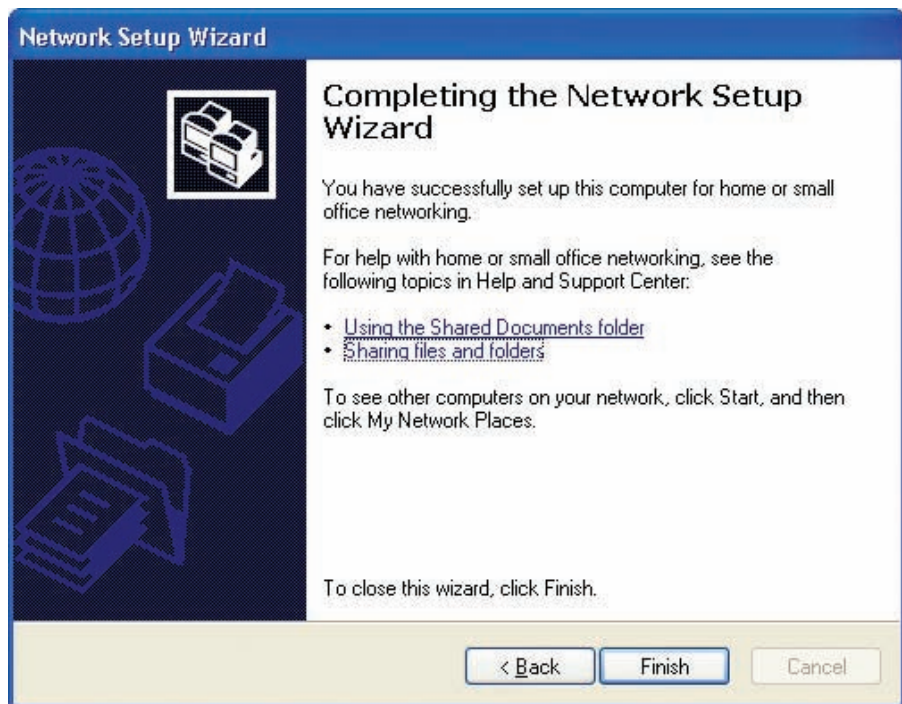 Network Setup Wizard
Completing the Network Setup
Wizard
You have successfully set up this computer for home or small
office networking.
For help with home or small office networking, see the
following topics in Help and Support Center:
• Using the Shared Documents folder
• Sharing files and folders
To see other computers on your network, click Start, and then
click My Network Places.
To close this wizard, click Finish.
< Back Finish Cancel